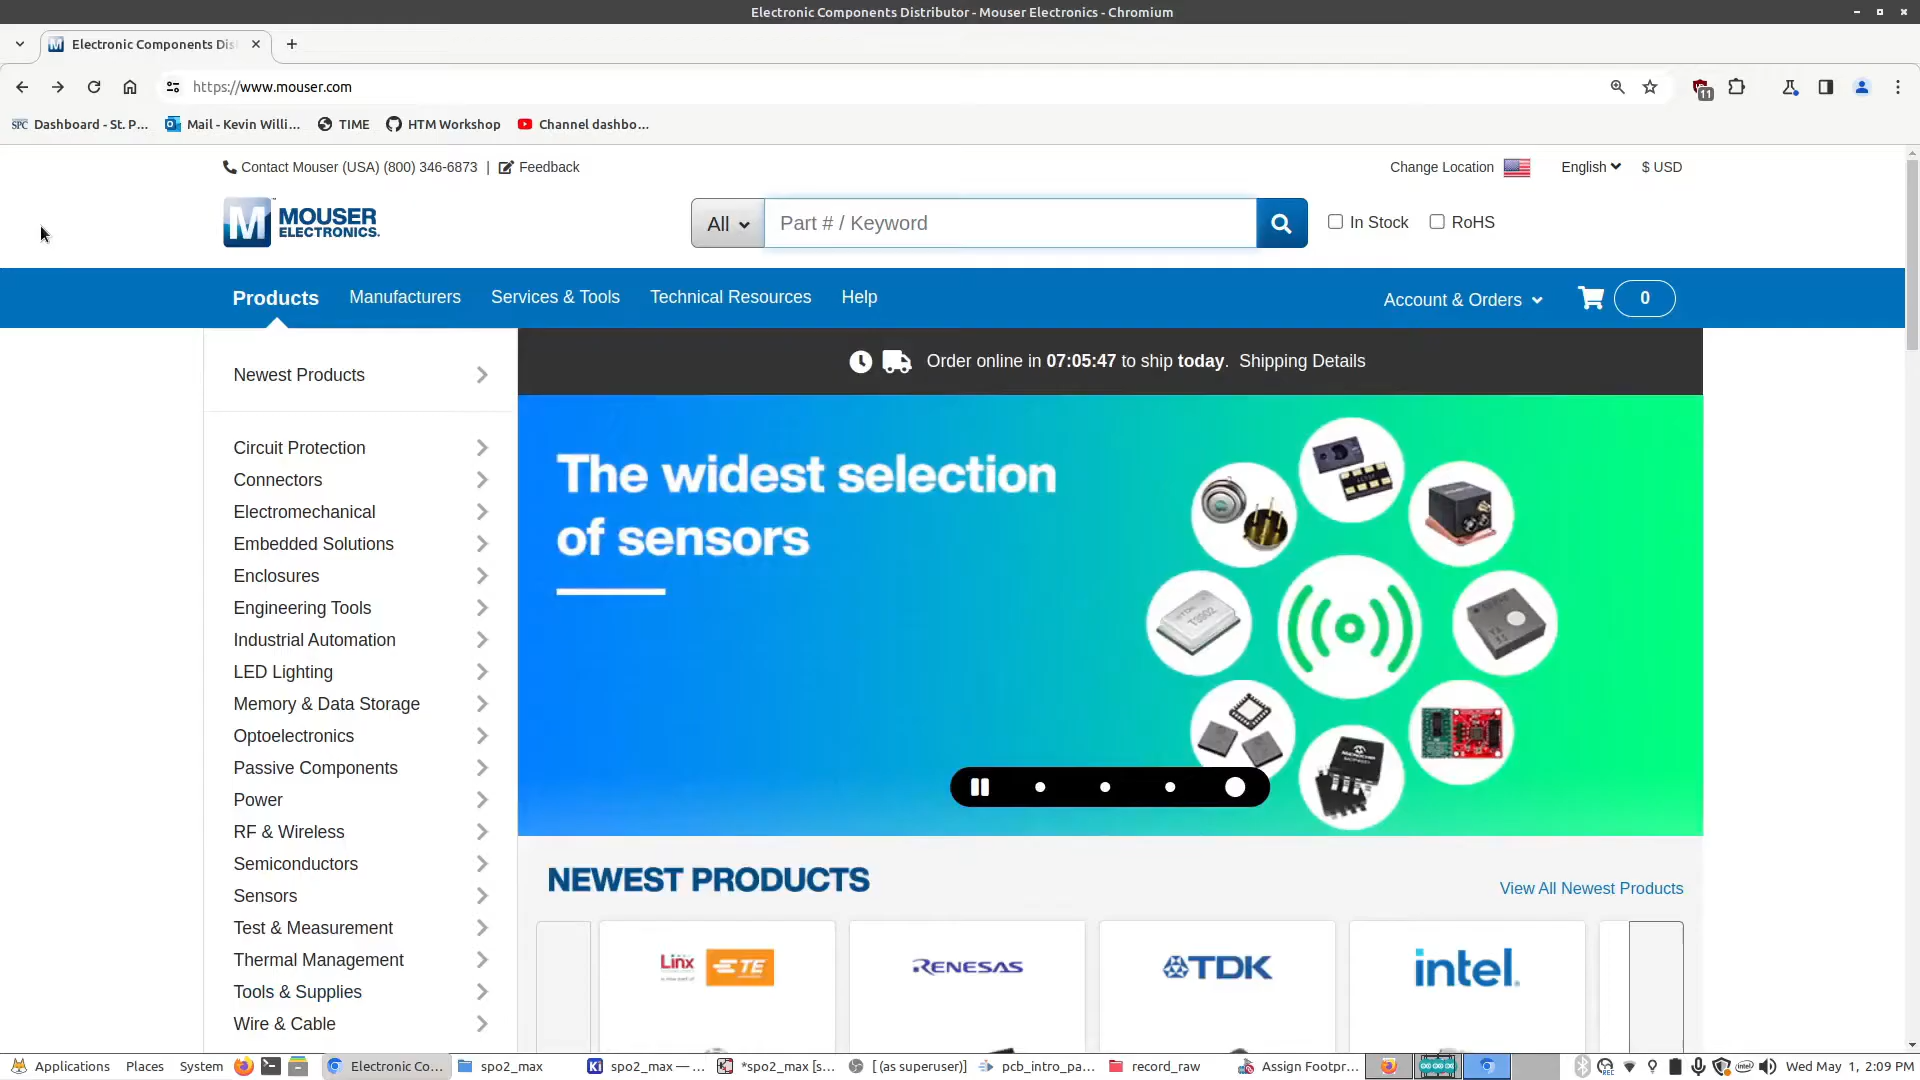 Electronic Components Distributor - Mouser Electronics - Chromium
Electronic Components Dis
https://www.mouser.com
11
SPC Dashboard - St. P...
Mail - Kevin Willi...
TIME
HTM Workshop
Channel dashbo...
Contact Mouser (USA) (800) 346-6873 | Feedback
Change Location
English
$ USD
M MOUSER
ELECTRONICS.
All
Part # / Keyword
In Stock
RoHS
Products
Manufacturers
Services & Tools
Technical Resources
Help
Account & Orders
0
Newest Products
Circuit Protection
Connectors
Electromechanical
Embedded Solutions
Enclosures
Engineering Tools
Industrial Automation
LED Lighting
Memory & Data Storage
Optoelectronics
Passive Components
Power
RF & Wireless
Semiconductors
Sensors
Test & Measurement
Thermal Management
Tools & Supplies
Wire & Cable
Order online in 07:05:47 to ship today. Shipping Details
The widest selection
of sensors
NEWEST PRODUCTS
View All Newest Products
Linx
TE
RENESAS
TDK
intel.
Applications
Places
System
Electronic Co...
spo2_max
Ki
spo2_max — ...
*spo2_max [s...
[ (as superuser)]
pcb_intro_pa...
record_raw
Assign Footpr...
REC
intel
Wed May 1, 2:09 PM